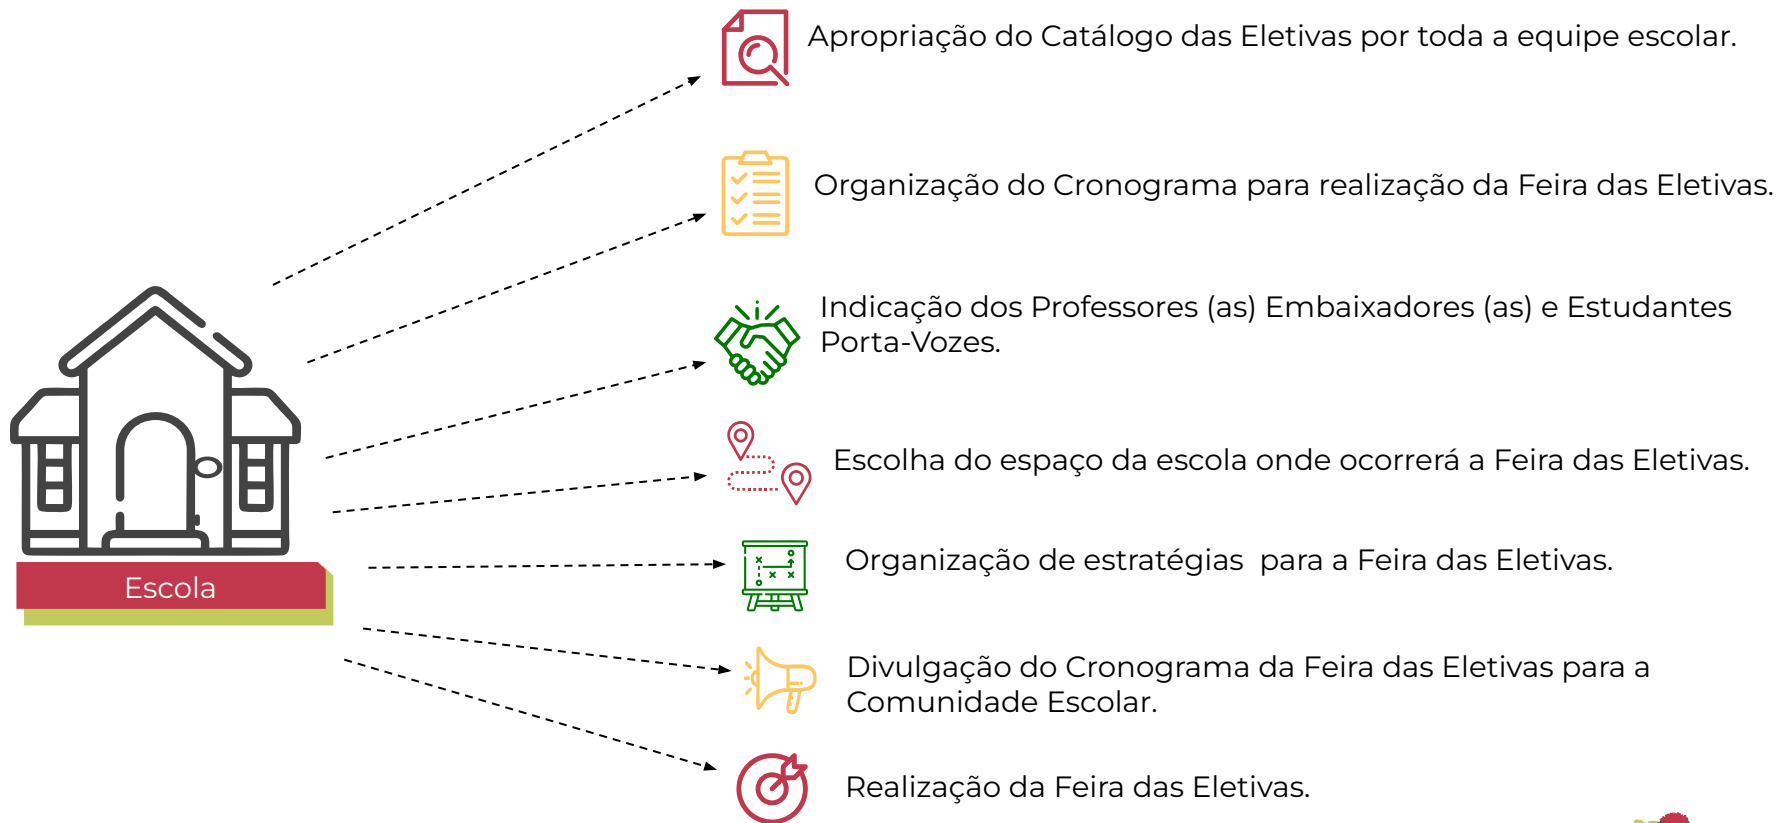 Apropriação do Catálogo das Eletivas por toda a equipe escolar.
Organização do Cronograma para realização da Feira das Eletivas.
Indicação dos Professores (as) Embaixadores (as) e Estudantes
Porta-Vozes.
Escolha do espaço da escola onde ocorrerá a Feira das Eletivas.
Organização de estratégias  para a Feira das Eletivas.
Escola
Divulgação do Cronograma da Feira das Eletivas para a
Comunidade Escolar.
Realização da Feira das Eletivas.